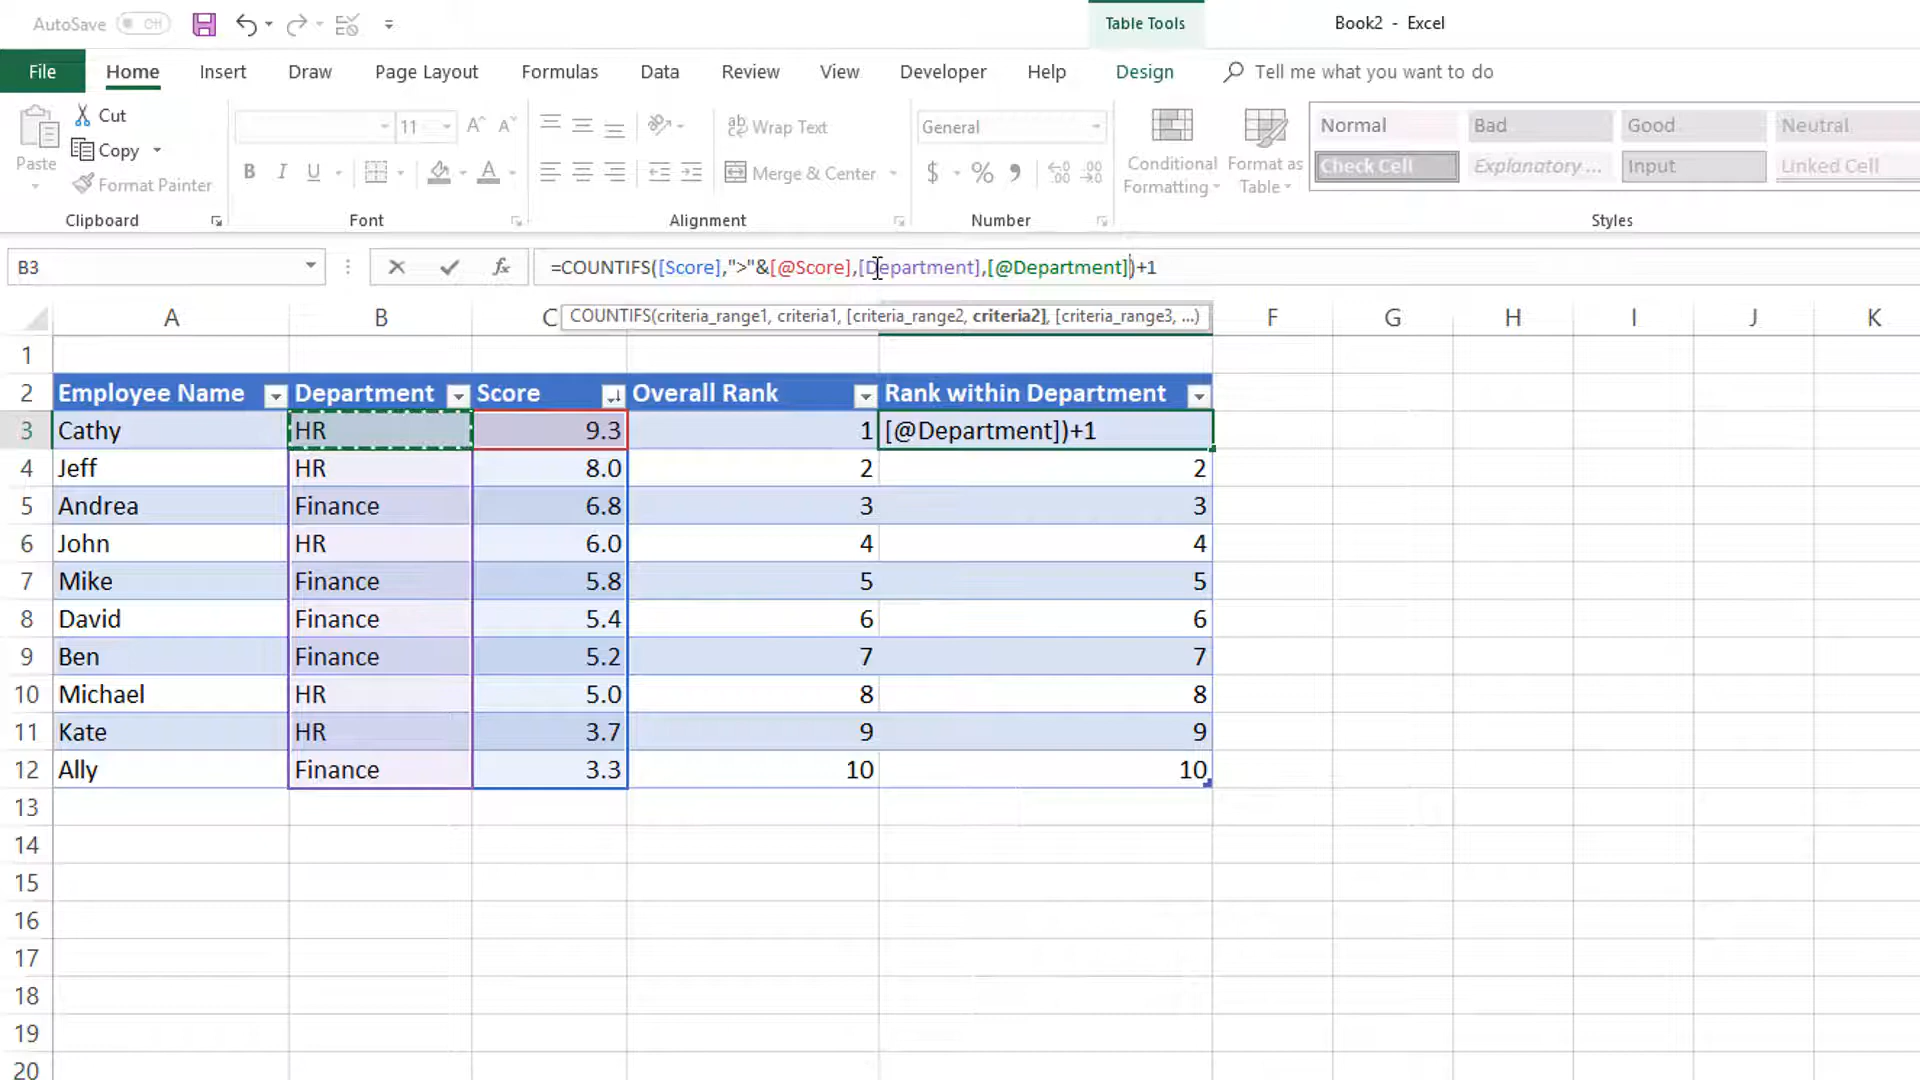 AutoSave Off
Table Tools
Book2 - Excel
File Home Insert Draw Page Layout Formulas Data Review View Developer Help Design Tell me what you want to do
Paste
Cut
Copy
Format Painter
Clipboard
11
B I U
Font
Wrap Text
Merge & Center
Alignment
General
$ % ,
Number
Conditional Formatting
Format as Table
Normal Bad Good Neutral
Check Cell Explanatory ... Input Linked Cell
Styles
B3
fx
=COUNTIFS([Score],">"&[@Score],[Department],[@Department])+1
COUNTIFS(criteria_range1, criteria1, [criteria_range2, criteria2], [criteria_range3, ...)
A B C F G H I J K
1
2 Employee Name Department Score Overall Rank Rank within Department
3 Cathy HR 9.3 1 [@Department])+1
4 Jeff HR 8.0 2 2
5 Andrea Finance 6.8 3 3
6 John HR 6.0 4 4
7 Mike Finance 5.8 5 5
8 David Finance 5.4 6 6
9 Ben Finance 5.2 7 7
10 Michael HR 5.0 8 8
11 Kate HR 3.7 9 9
12 Ally Finance 3.3 10 10
13
14
15
16
17
18
19
20